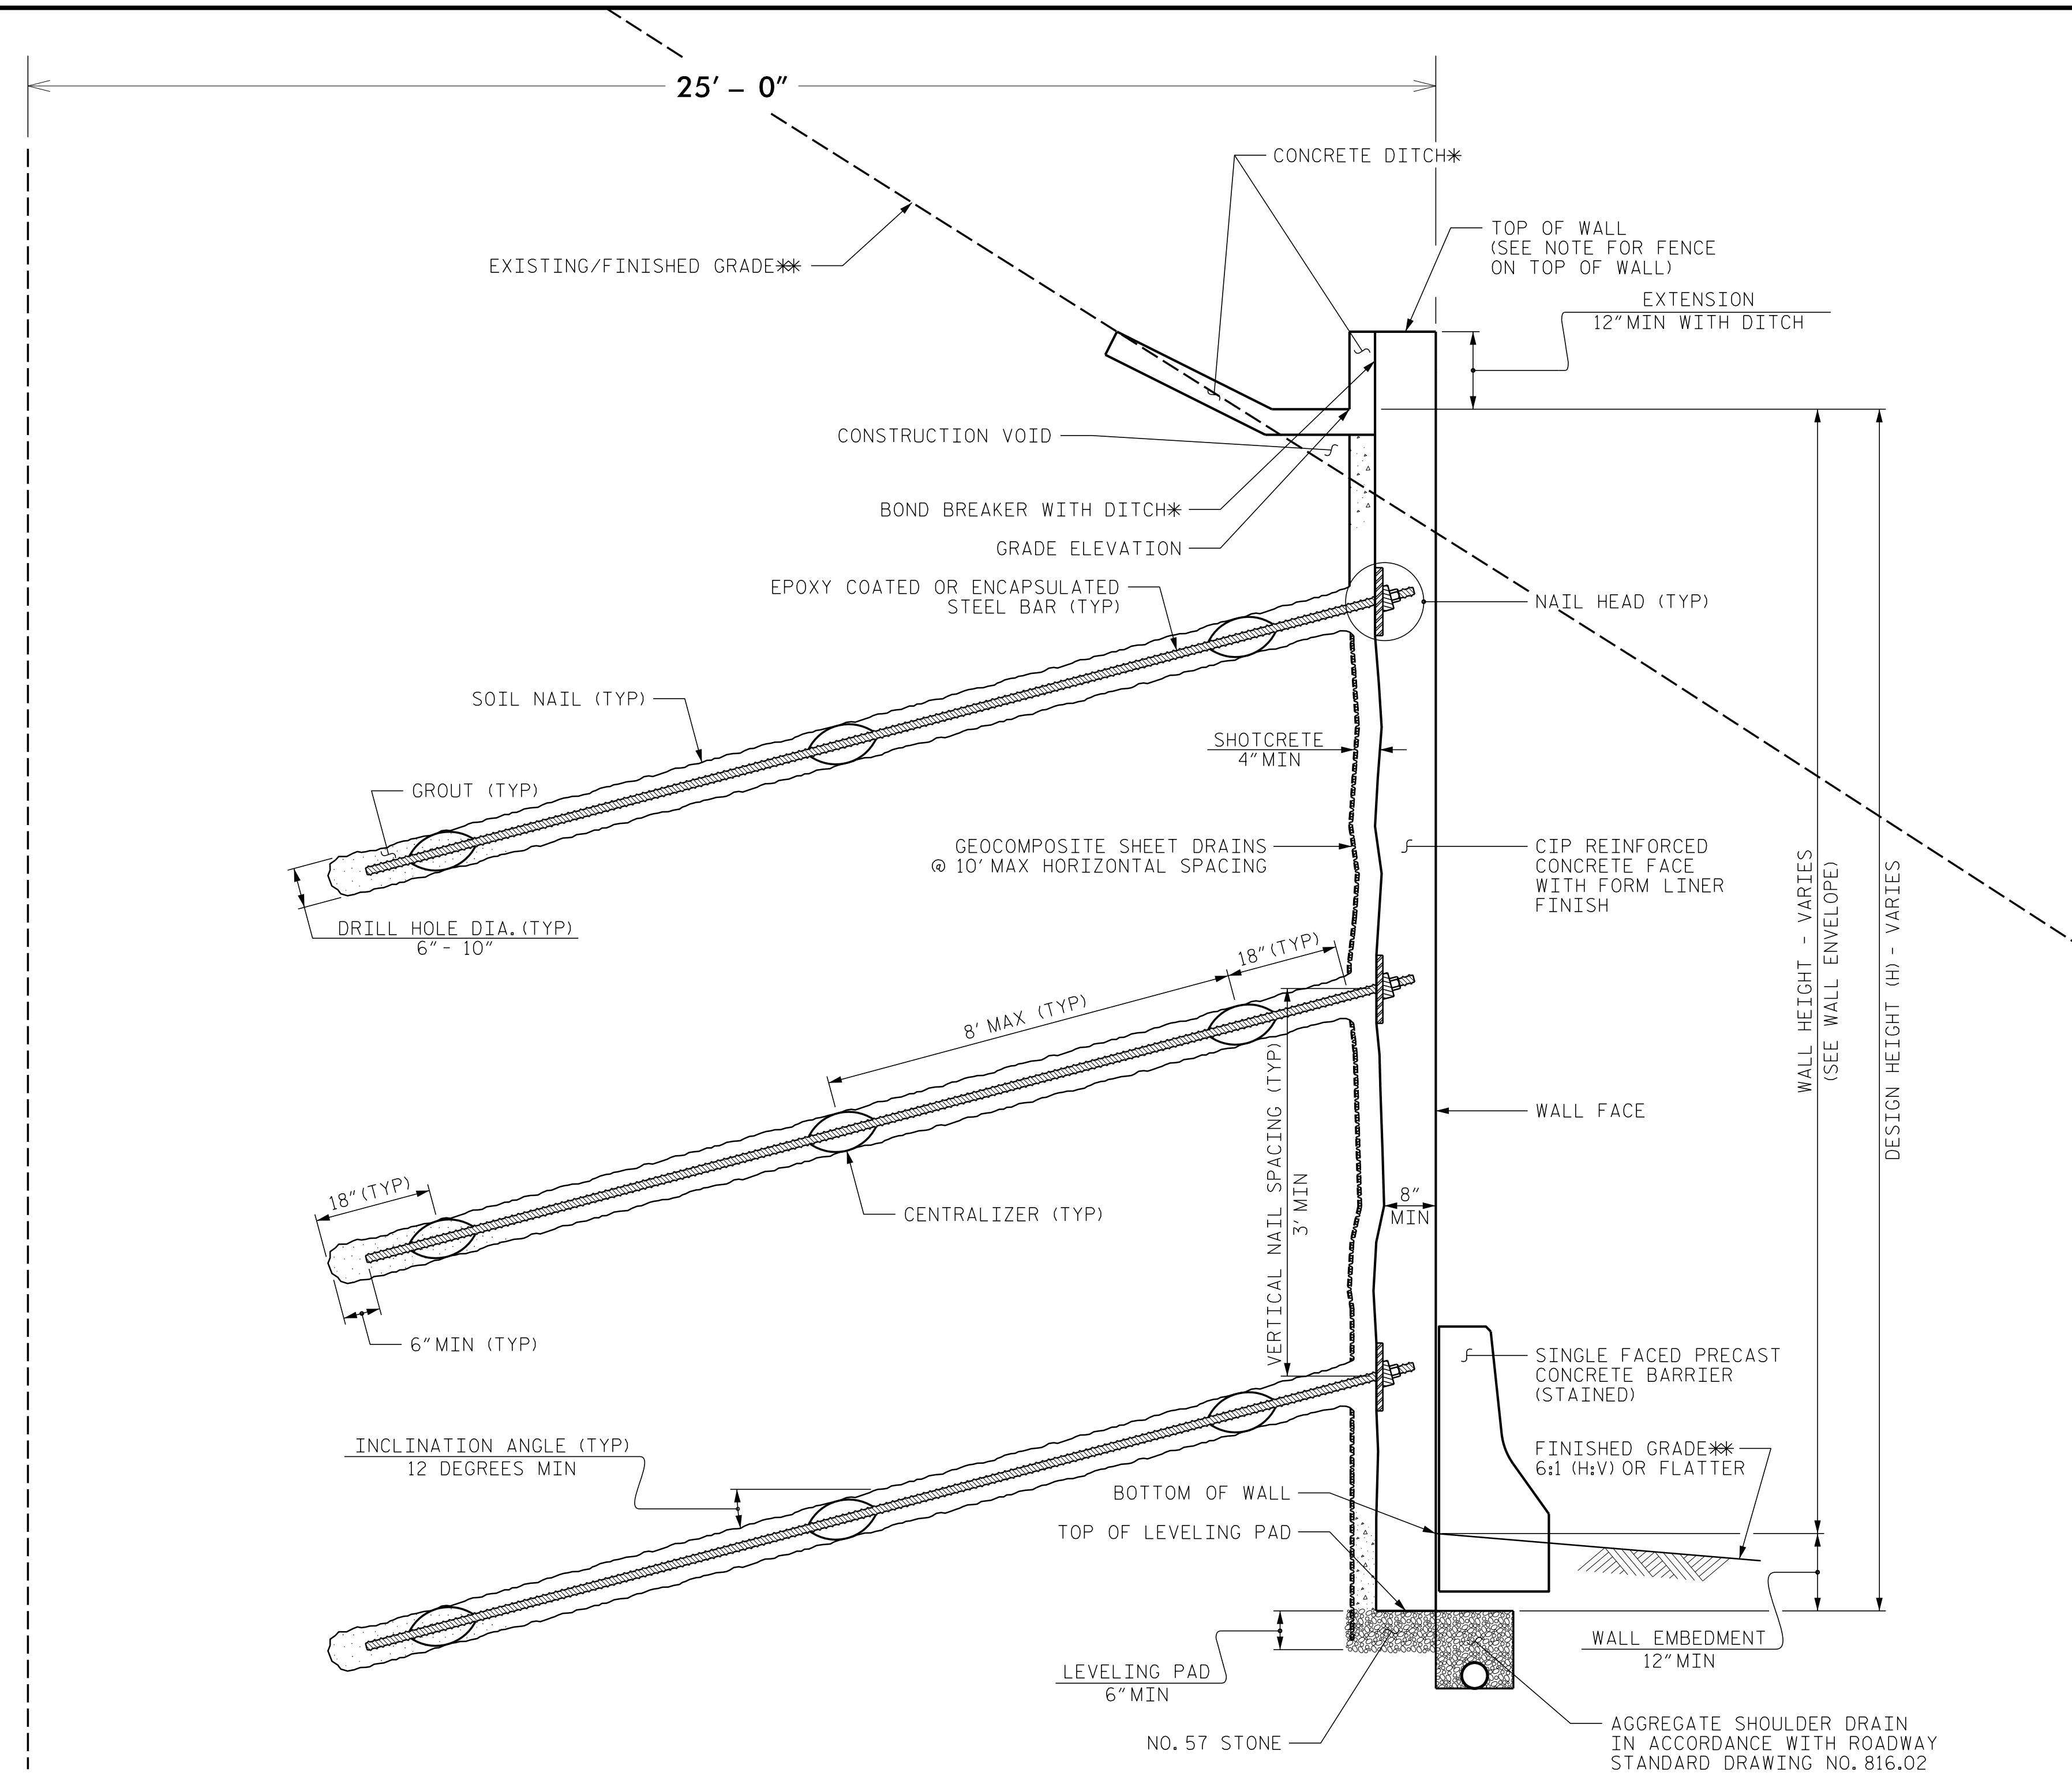 25' – 0"
CONCRETE DITCH*
TOP OF WALL
(SEE NOTE FOR FENCE
ON TOP OF WALL)
EXISTING/FINISHED GRADE**
EXTENSION
12" MIN WITH DITCH
CONSTRUCTION VOID
BOND BREAKER WITH DITCH*
GRADE ELEVATION
EPOXY COATED OR ENCAPSULATED
STEEL BAR (TYP)
NAIL HEAD (TYP)
SOIL NAIL (TYP)
SHOTCRETE
4" MIN
GROUT (TYP)
GEOCOMPOSITE SHEET DRAINS
@ 10' MAX HORIZONTAL SPACING
CIP REINFORCED
CONCRETE FACE
WITH FORM LINER
FINISH
WALL HEIGHT - VARIES
(SEE WALL ENVELOPE)
DESIGN HEIGHT (H) - VARIES
DRILL HOLE DIA. (TYP)
6" - 10"
18" (TYP)
8' MAX (TYP)
VERTICAL NAIL SPACING (TYP)
3' MIN
WALL FACE
18" (TYP)
CENTRALIZER (TYP)
8"
MIN
6" MIN (TYP)
SINGLE FACED PRECAST
CONCRETE BARRIER
(STAINED)
INCLINATION ANGLE (TYP)
12 DEGREES MIN
FINISHED GRADE**
6:1 (H:V) OR FLATTER
BOTTOM OF WALL
TOP OF LEVELING PAD
WALL EMBEDMENT
12" MIN
LEVELING PAD
6" MIN
NO. 57 STONE
AGGREGATE SHOULDER DRAIN
IN ACCORDANCE WITH ROADWAY
STANDARD DRAWING NO. 816.02